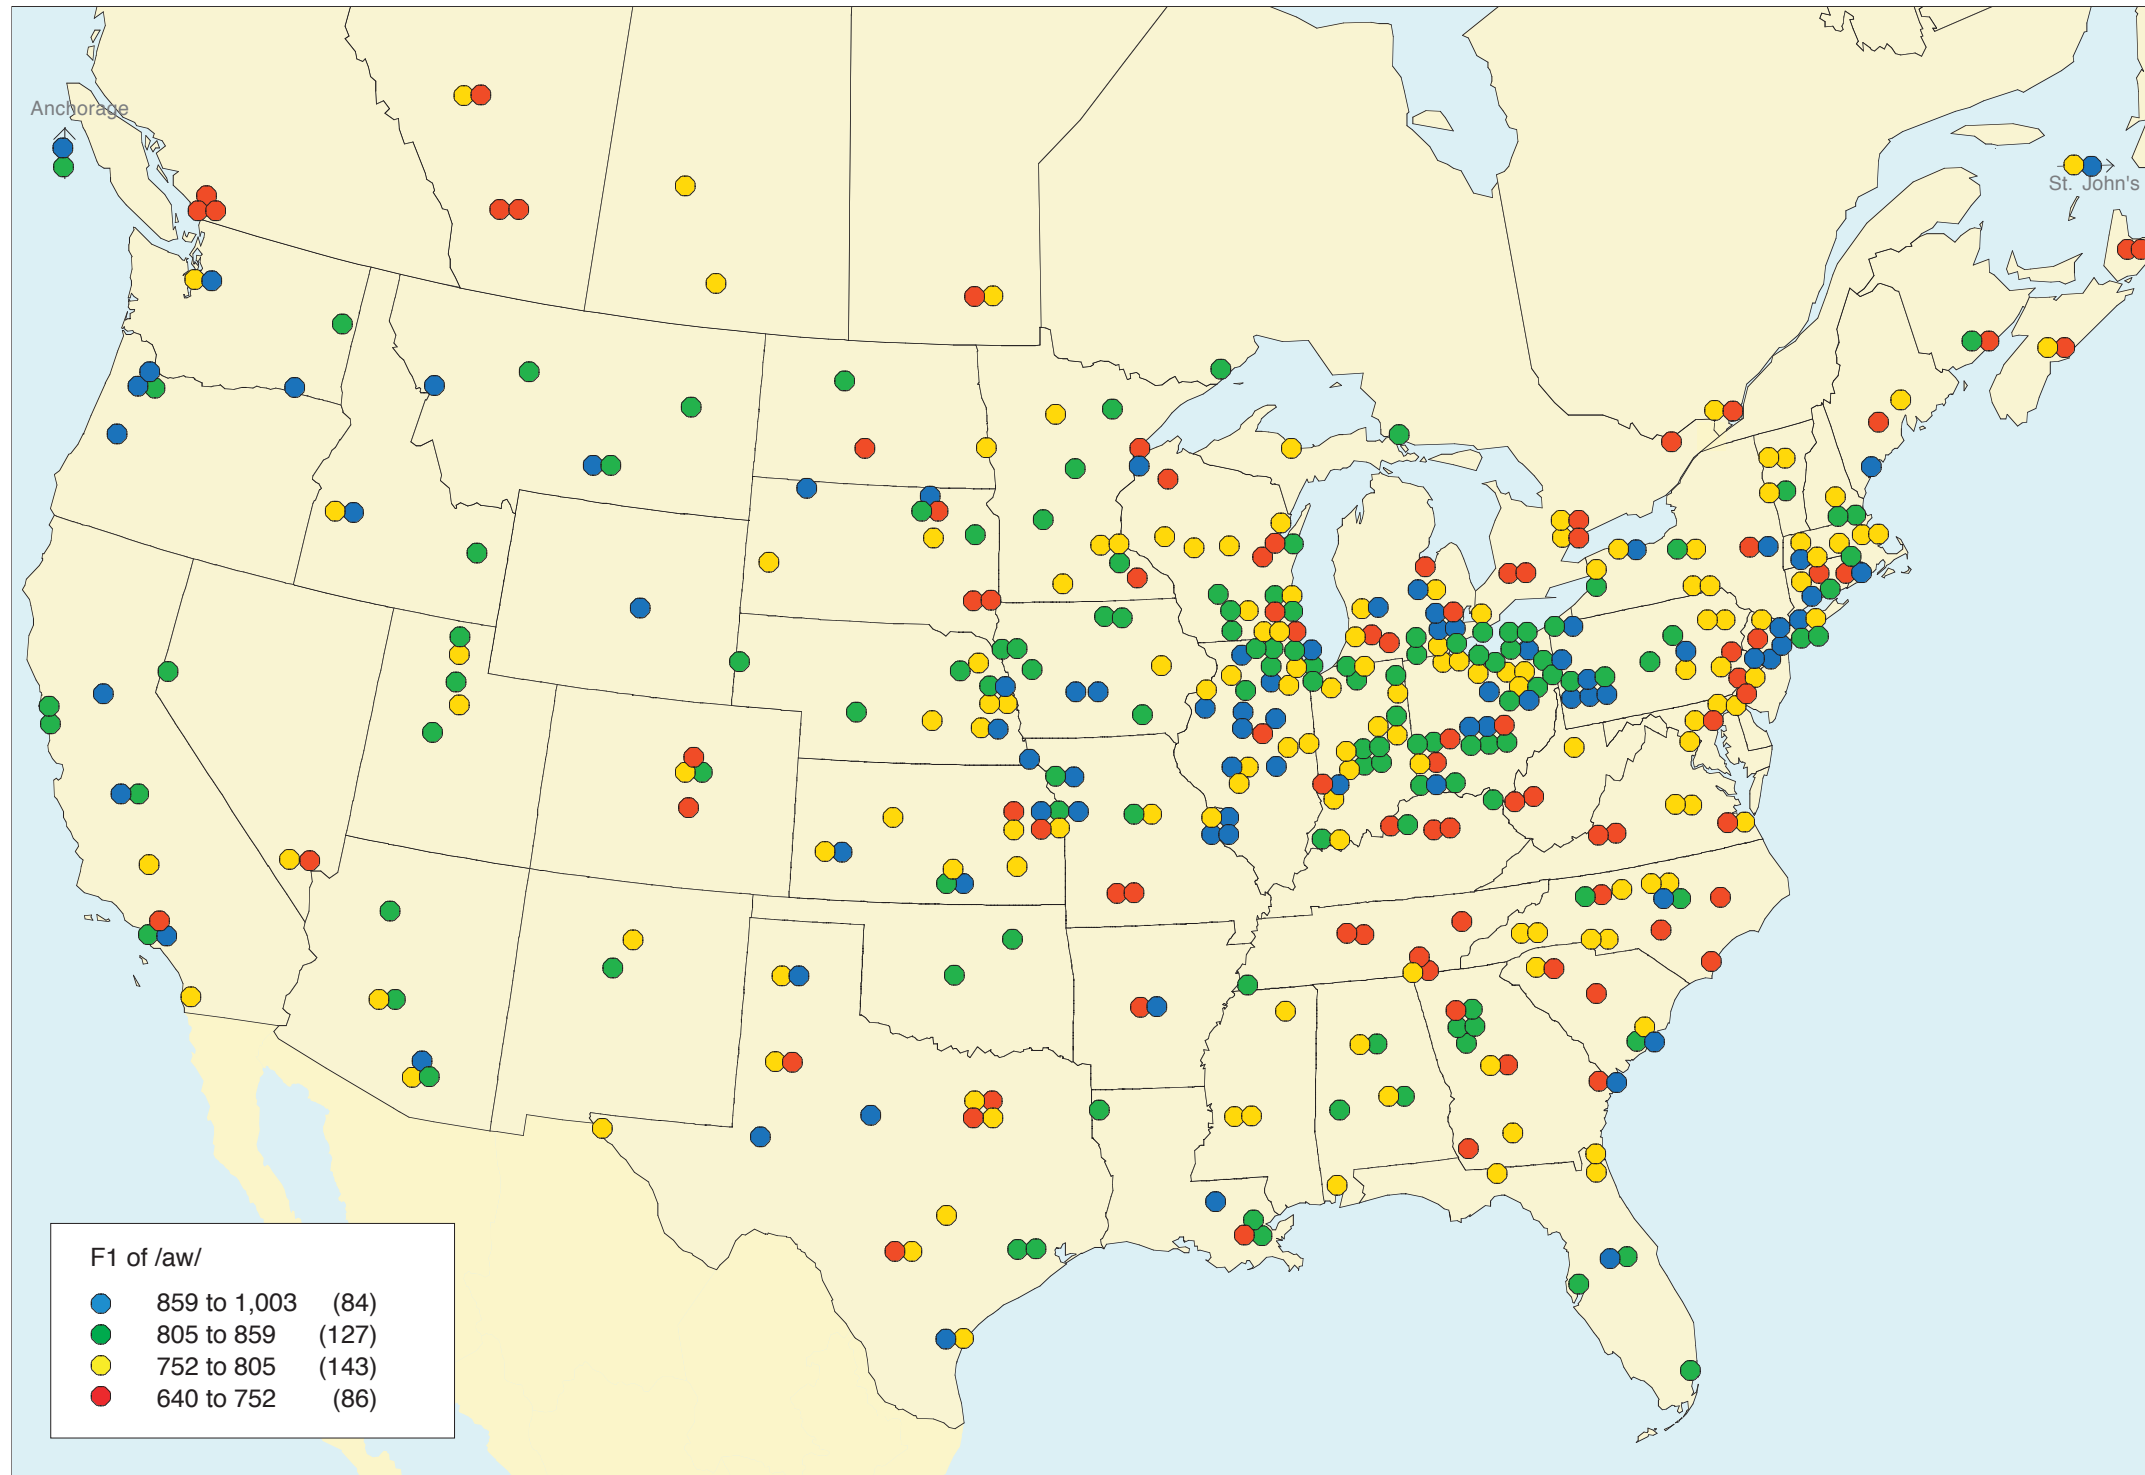 Anchorage
St. John's
F1 of /aw/
859 to 1,003 (84)
805 to 859 (127)
752 to 805 (143)
640 to 752 (86)